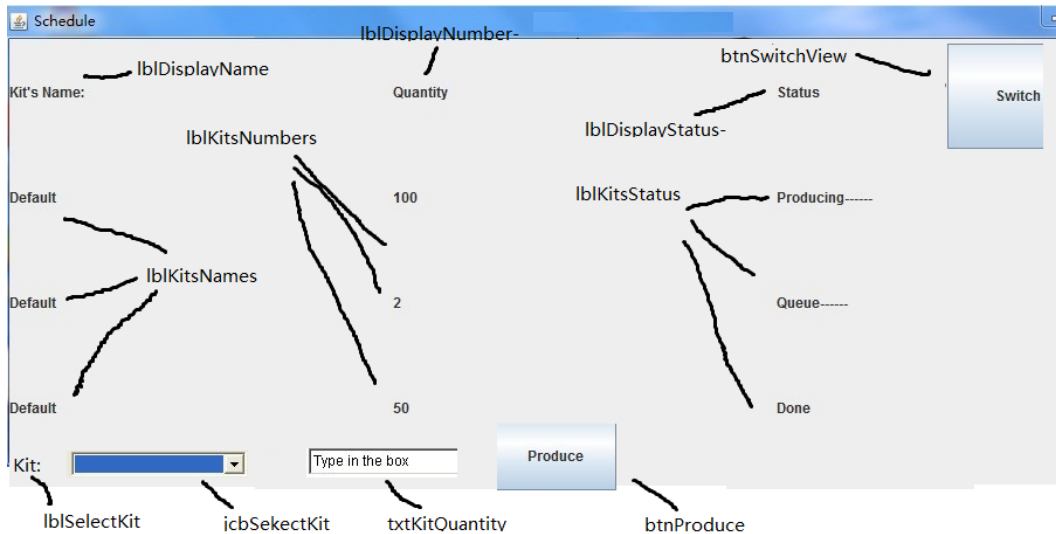 Schedule
lblDisplayNumber-
btnSwitchView
lblDisplayName
Kit's Name:
Quantity
Status
Switch
lblKitsNumbers
lblDisplayStatus-
Default
100
lblKitsStatus
Producing------
lblKitsNames
Default
2
Queue------
Default
50
Done
Kit:
Type in the box
Produce
lblSelectKit
jcbSekectKit
txtKitQuantity
btnProduce